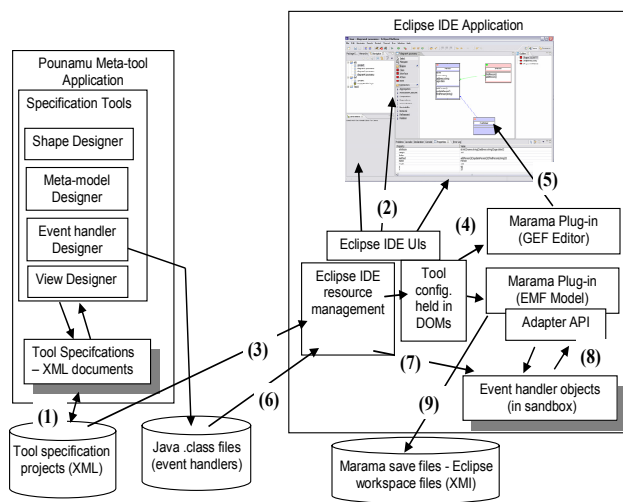 Eclipse IDE Application
Pounamu Meta-tool
Application
Specification Tools
Shape Designer
Meta-model
Designer
Event handler
Designer
View Designer
Tool Specifcations
– XML documents
(1)
Tool specification
projects (XML)
Java .class files
(event handlers)
(3)
(6)
(2)
Eclipse IDE UIs
Eclipse IDE
resource
management
Tool
config.
held in
DOMs
(4)
(5)
Marama Plug-in
(GEF Editor)
Marama Plug-in
(EMF Model)
Adapter API
(7)
(8)
Event handler objects
(in sandbox)
(9)
Marama save files - Eclipse
workspace files (XMI)